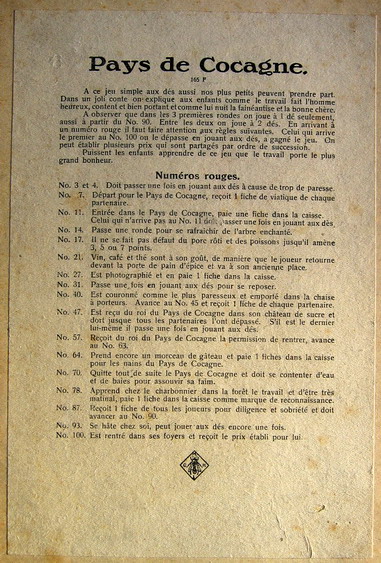 Pays de Cocagne.
165 P
A ce jeu simple aux dés aussi nos plus petits peuvent prendre part.
Dans un joli conte on explique aux enfants comme le travail fait l'homme
heureux, content et bien portant et comme lui nuit la fainéantise et la bonne chère.
A observer que dans les 3 premières rondes on joue à 1 dé seulement,
aussi à partir du No. 90. Entre les deux on joue à 2 dés. En arrivant à
un numéro rouge il faut faire attention aux règles suivantes. Celui qui arrive
le premier au No. 100 ou le dépasse en jouant aux dés, a gagné le jeu. On
peut établir plusieurs prix qui sont partagés par ordre de succession.
Puissent les enfants apprendre de ce jeu que le travail porte le plus
grand bonheur.
Numéros rouges.
No. 3 et 4. Doit passer une fois en jouant aux dés à cause de trop de paresse.
No. 7. Départ pour le Pays de Cocagne, reçoit 1 fiche de viatique de chaque
partenaire.
No. 11. Entrée dans le Pays de Cocagne, paie une fiche dans la caisse.
Celui qui n'arrive pas au No. 11 passer une fois en jouant aux dés
No. 14. Passe une ronde pour se rafraîchir de l'arbre enchanté.
No. 17. Il ne se fait pas défaut du porc rôti et des poissons jusqu'il amène
3, 5 ou 7 points.
No. 21. Vin, café et thé sont à son goût, de manière que le joueur retourne
devant la porte de pain d'épice et va à son ancienne place.
No. 27. Est photographié et en paie 1 fiche dans la caisse.
No. 31. Passe une fois en jouant aux dés pour se reposer.
No. 40. Est couronné comme le plus paresseux et emporté dans la chaise
à porteurs. Avance au No. 45 et reçoit 1 fiche de chaque partenaire.
No. 47. Est reçu du roi du Pays de Cocagne dans son château de sucre et
dort jusque tous les partenaires l'ont dépassé. S'il est le dernier
lui-même il passe une fois en jouant aux dés.
No. 57. Reçoit du roi du Pays de Cocagne la permission de rentrer, avance
au No. 63.
No. 64. Prend encore un morceau de gâteau et paie 1 fiches dans la caisse
pour les nains du Pays de Cocagne.
No. 70. Quitte tout de suite le Pays de Cocagne et doit se contenter d'eau
et de baies pour assouvir sa faim.
No. 78. Apprend chez le charbonnier dans la forêt le travail et d'être très
matinal, paie 1 fiche dans la caisse comme marque de reconnaissance.
No. 87. Reçoit 1 fiche de tous les joueurs pour diligence et sobriété et doit
avancer au No. 90.
No. 93. Se hâte chez soi, peut jouer aux dés encore une fois.
No. 100. Est rentré dans ses foyers et reçoit le prix établi pour lui